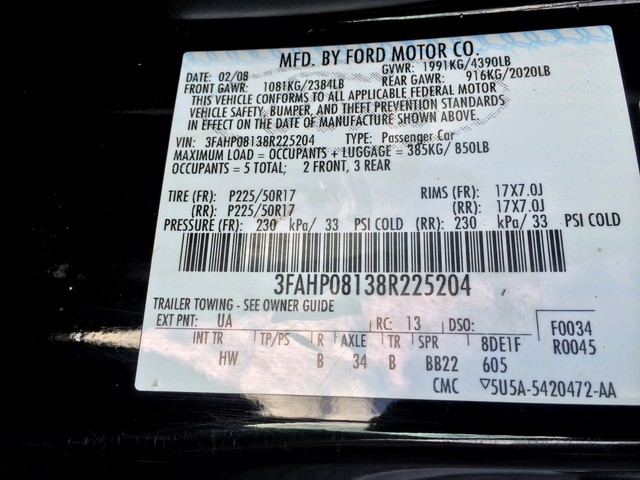 MFD. BY FORD MOTOR CO.
DATE: 02/08 GVWR: 1991KG/4390LB
FRONT GAWR: 1081KG/2384LB REAR GAWR: 916KG/2020LB
THIS VEHICLE CONFORMS TO ALL APPLICABLE FEDERAL MOTOR
VEHICLE SAFETY, BUMPER, AND THEFT PREVENTION STANDARDS
IN EFFECT ON THE DATE OF MANUFACTURE SHOWN ABOVE.
VIN: 3FAHP08138R225204 TYPE: Passenger Car
MAXIMUM LOAD = OCCUPANTS + LUGGAGE = 385KG/ 850LB
OCCUPANTS = 5 TOTAL; 2 FRONT, 3 REAR
TIRE (FR): P225/50R17 RIMS (FR): 17X7.0J
(RR): P225/50R17 (RR): 17X7.0J
PRESSURE (FR): 230 kPa/ 33 PSI COLD (RR): 230 kPa/ 33 PSI COLD
3FAHP08138R225204
TRAILER TOWING - SEE OWNER GUIDE
EXT PNT: UA RC: 13 DSO: F0034
INT TR TP/PS R AXLE TR SPR 8DE1F R0045
HW B 34 B BB22 605
CMC ▽5U5A-5420472-AA